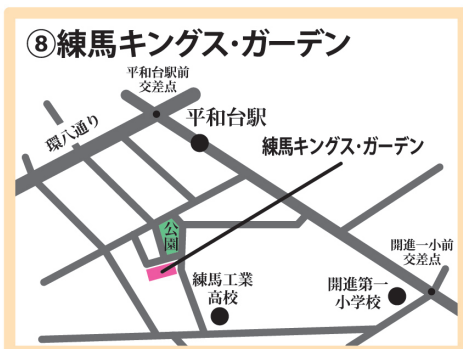 ⑧練馬キングス・ガーデン
平和台駅前
交差点
環八通り
平和台駅
練馬キングス・ガーデン
公
園
開進一小前
交差点
練馬工業
高校
開進第一
小学校